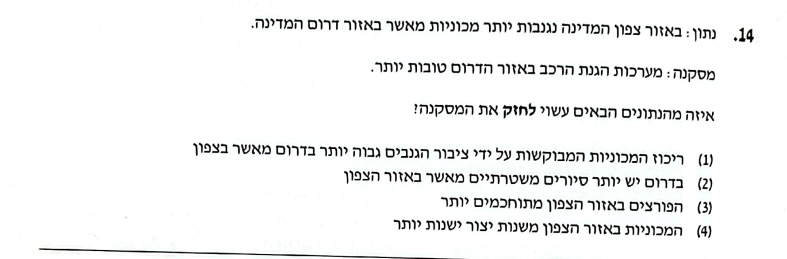 14. נתון: באזור צפון המדינה נגנבות יותר מכוניות מאשר באזור דרום המדינה.
מסקנה: מערכות הגנת הרכב באזור הדרום טובות יותר.
איזה מהנתונים הבאים עשוי לחזק את המסקנה?
(1) ריכוז המכוניות המבוקשות על ידי ציבור הגנבים גבוה יותר בדרום מאשר בצפון
(2) בדרום יש יותר סיורים משטרתיים מאשר באזור הצפון
(3) הפורצים באזור הצפון מתוחכמים יותר
(4) המכוניות באזור הצפון משנות יצור ישנות יותר